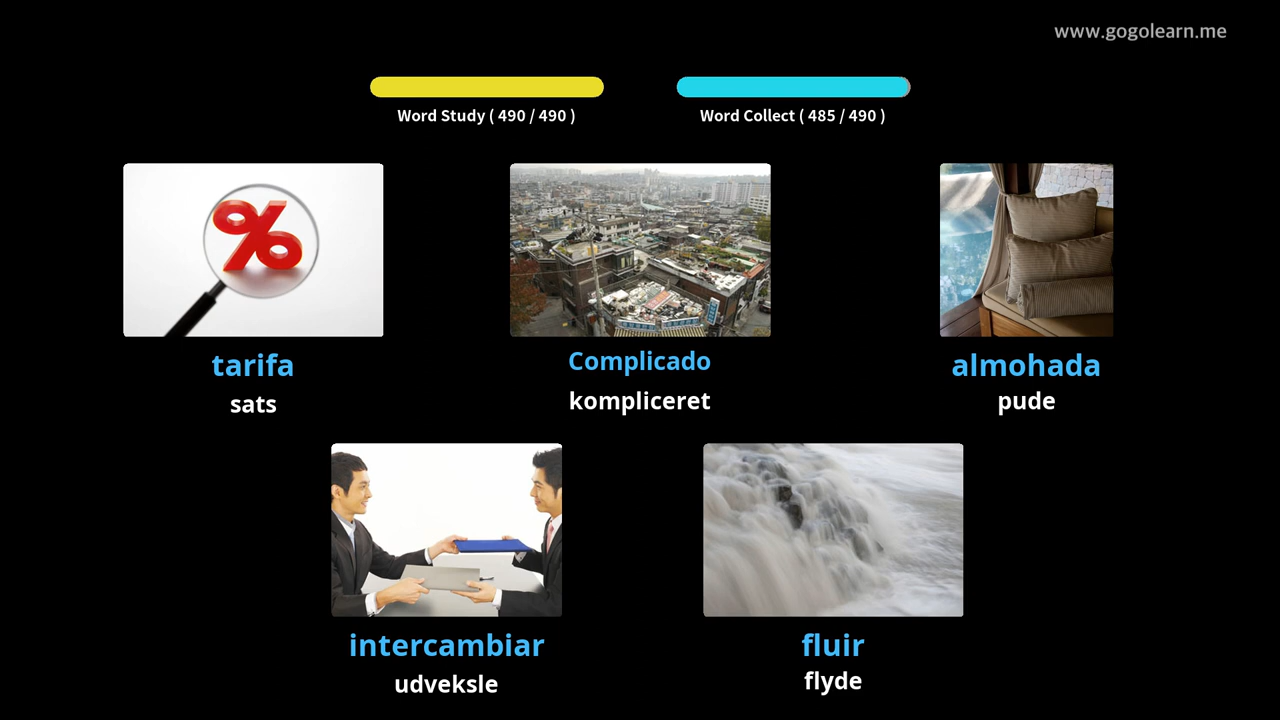 www.gogolearn.me
Word Study ( 490 / 490 )
Word Collect ( 485 / 490 )
%
tarifa
sats
Complicado
kompliceret
almohada
pude
intercambiar
udveksle
fluir
flyde